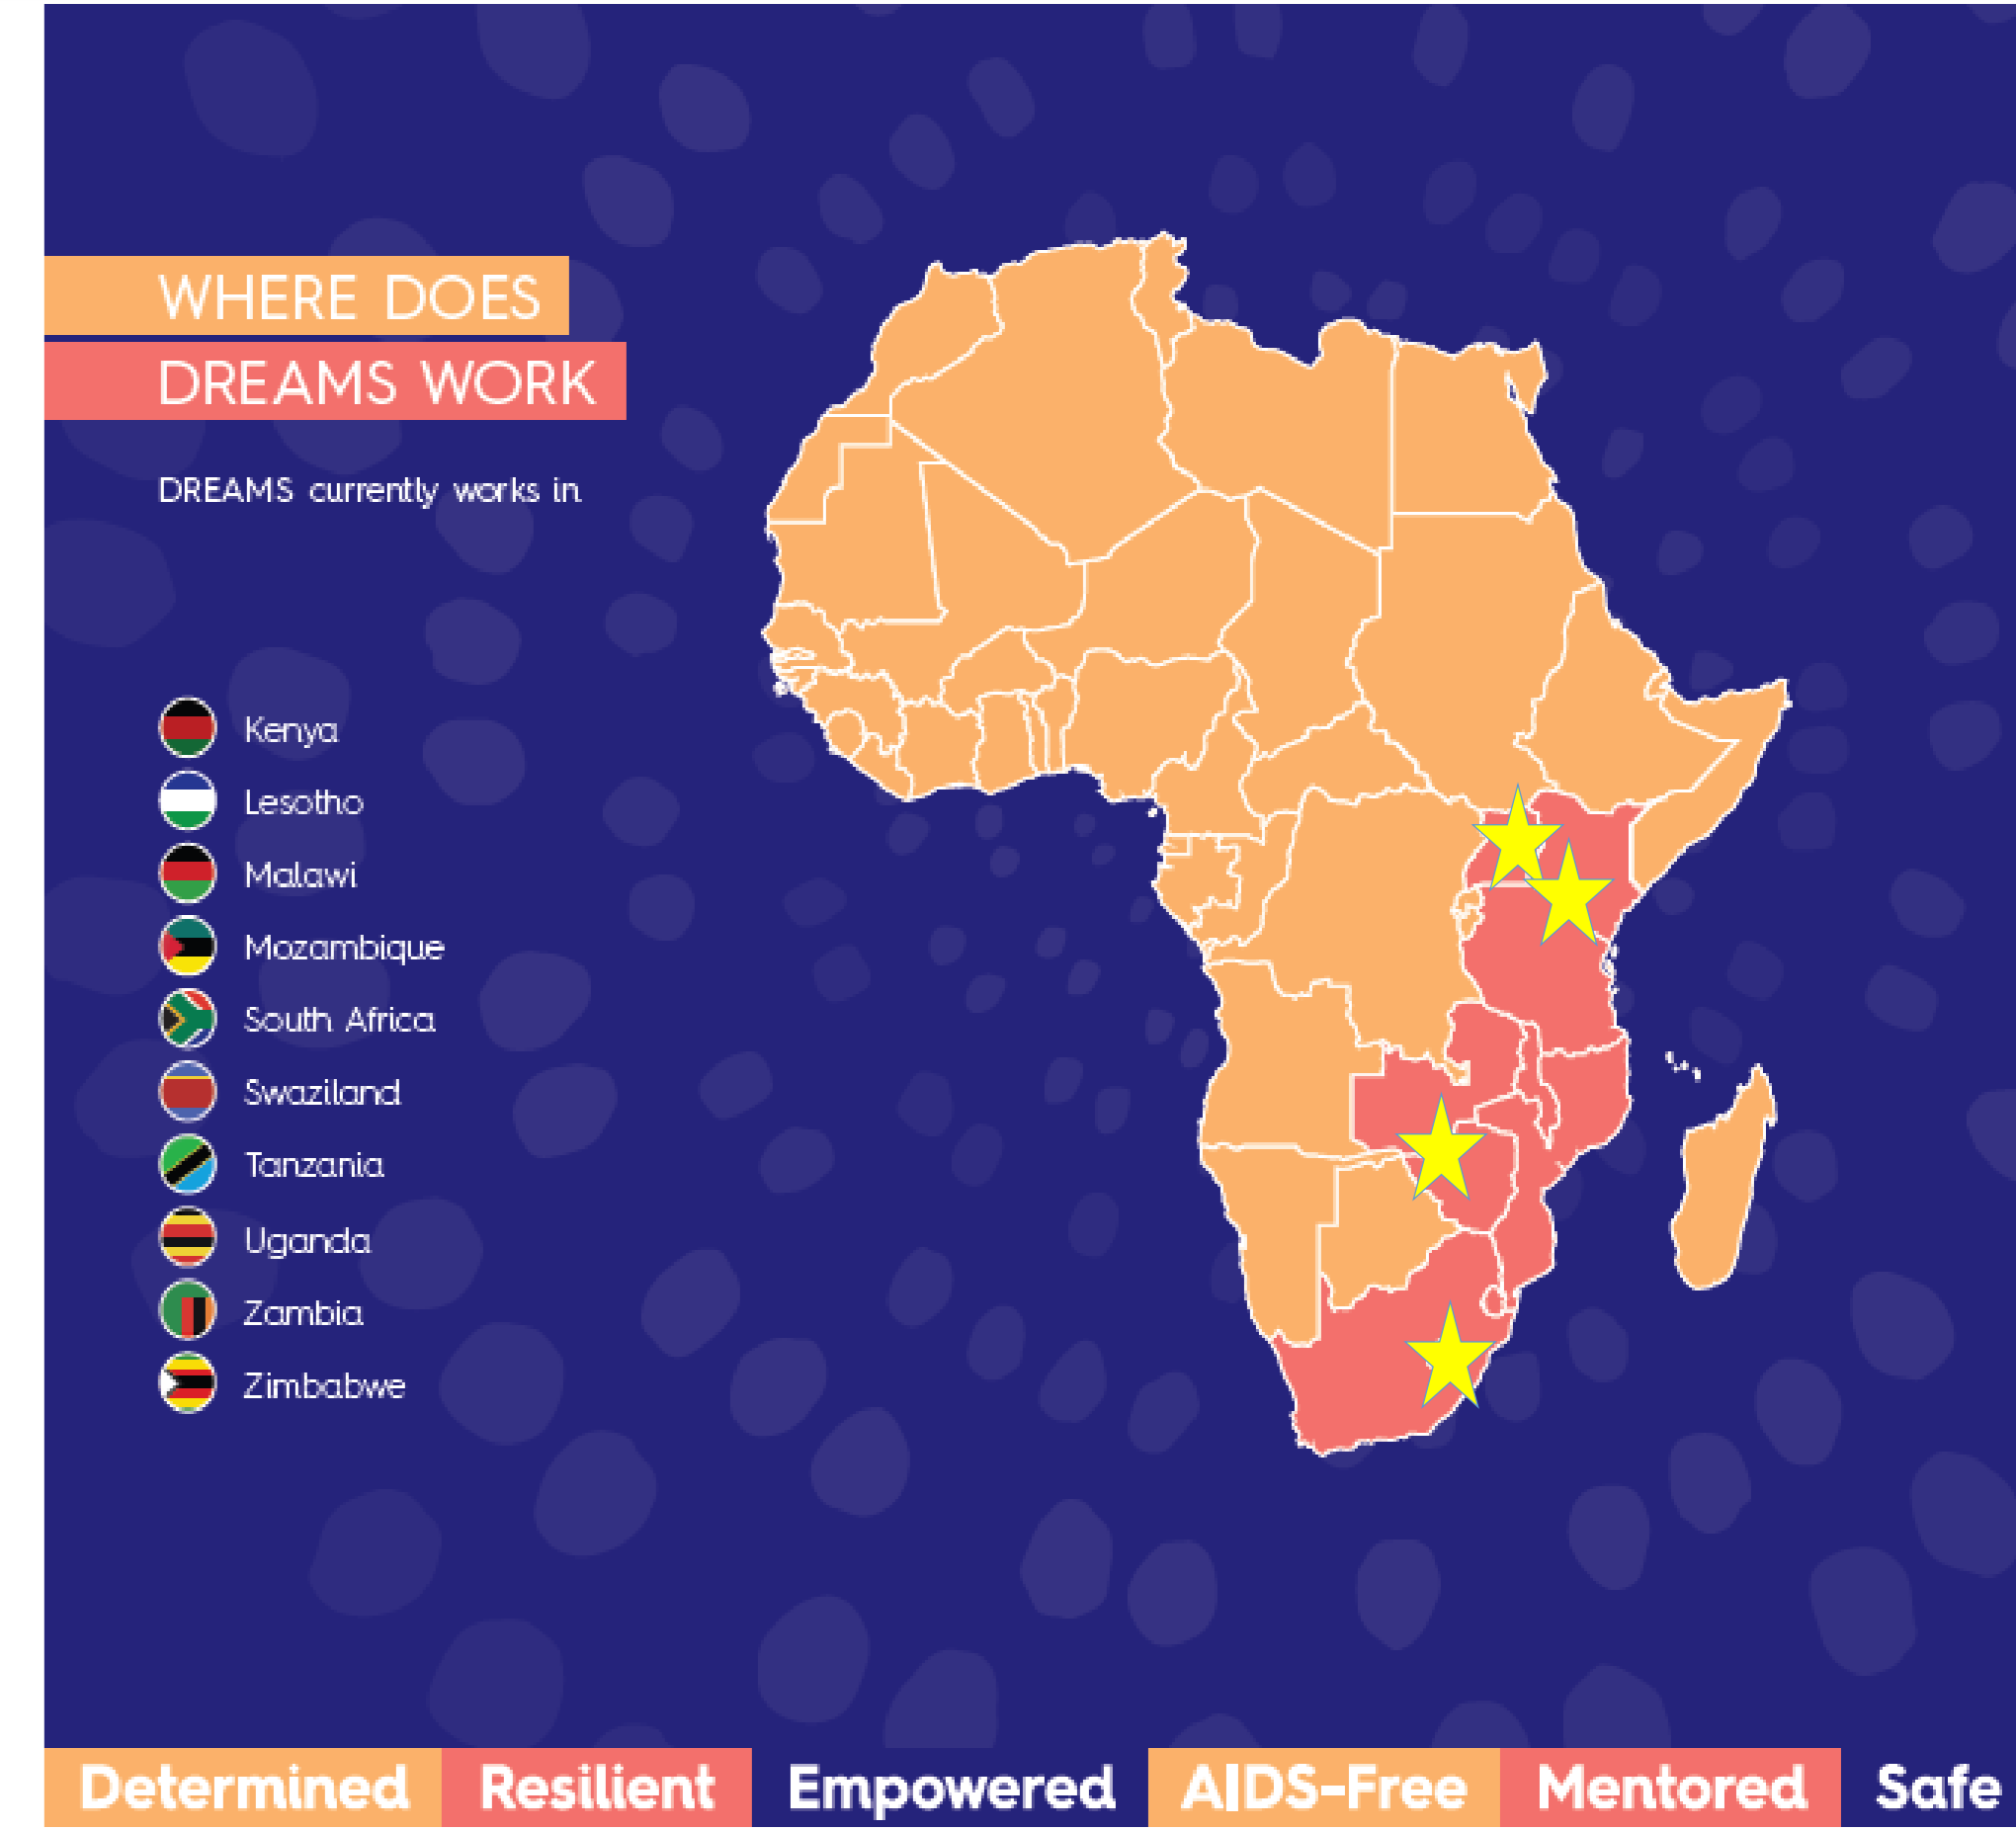 WHERE DOES
DREAMS WORK
DREAMS currently works in
Kenya
Lesotho
Malawi
Mozambique
South Africa
Swaziland
Tanzania
Uganda
Zambia
Zimbabwe
Determined Resilient Empowered AIDS-Free Mentored Safe